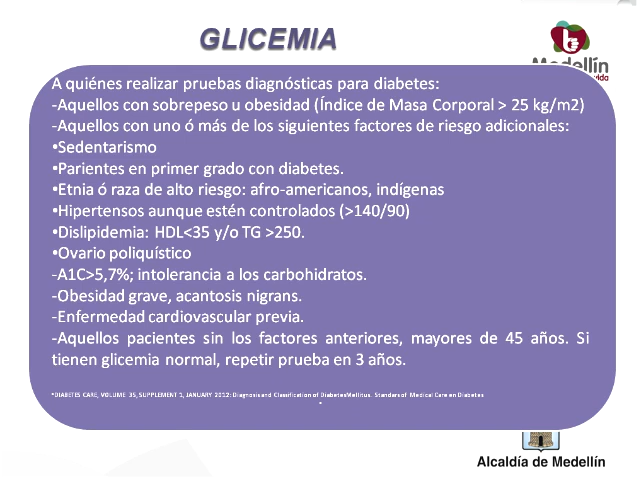 GLICEMIA
Medellín
vida
A quiénes realizar pruebas diagnósticas para diabetes:
-Aquellos con sobrepeso u obesidad (Índice de Masa Corporal > 25 kg/m2)
-Aquellos con uno ó más de los siguientes factores de riesgo adicionales:
•Sedentarismo
•Parientes en primer grado con diabetes.
•Etnia ó raza de alto riesgo: afro-americanos, indígenas
•Hipertensos aunque estén controlados (>140/90)
•Dislipidemia: HDL<35 y/o TG >250.
•Ovario poliquístico
-A1C>5,7%; intolerancia a los carbohidratos.
-Obesidad grave, acantosis nigrans.
-Enfermedad cardiovascular previa.
-Aquellos pacientes sin los factores anteriores, mayores de 45 años. Si
tienen glicemia normal, repetir prueba en 3 años.
•DIABETES CARE, VOLUME 35, SUPPLEMENT 1, JANUARY 2012: Diagnosis and Classification of DiabetesMellitus. Standars of Medical Care en Diabetes
•
Alcaldía de Medellín